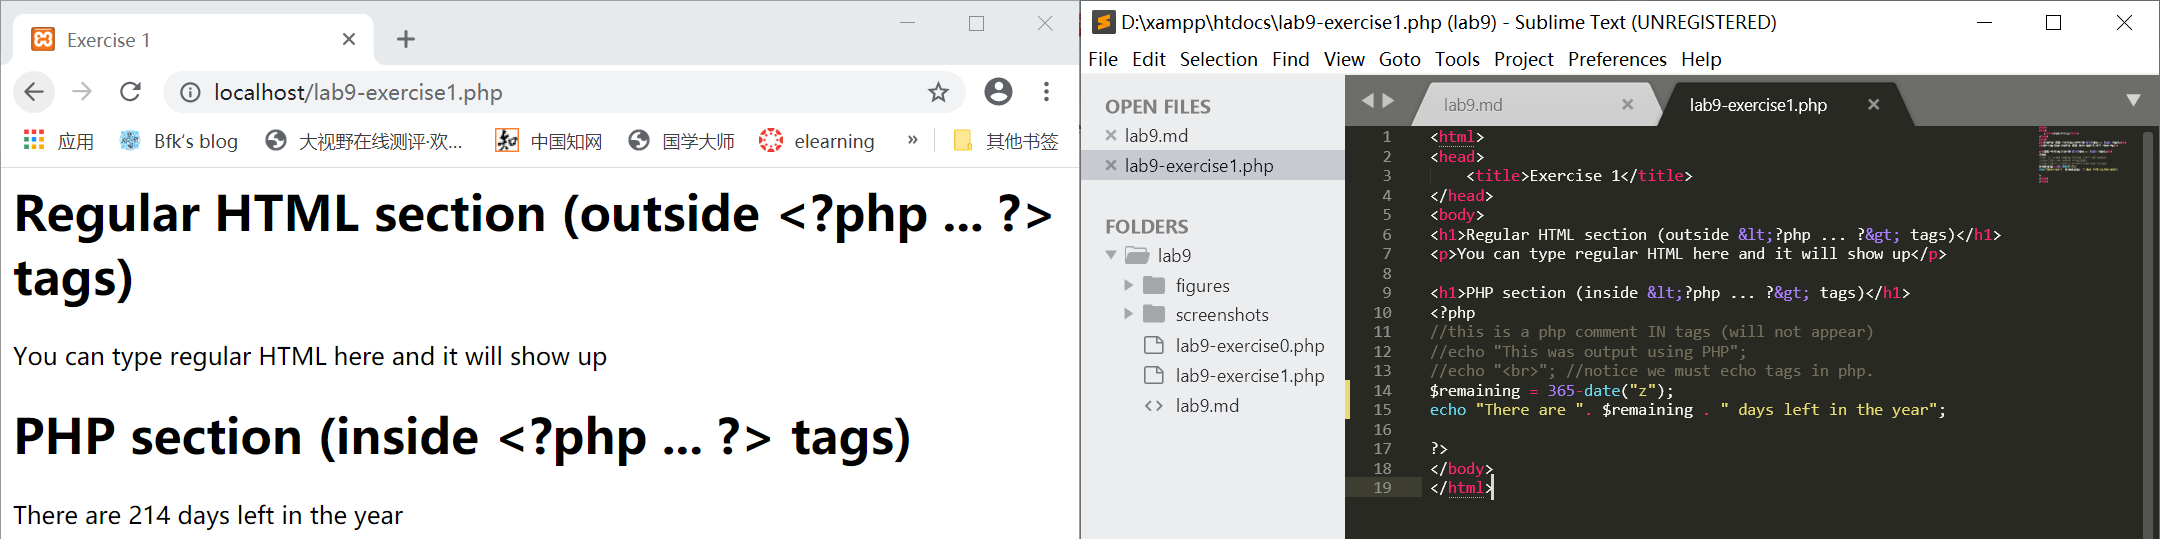 Exercise 1
localhost/lab9-exercise1.php
应用 Bfk's blog 大视野在线测评·欢... 中国知网 国学大师 elearning » 其他书签
Regular HTML section (outside <?php ... ?>
tags)
You can type regular HTML here and it will show up
PHP section (inside <?php ... ?> tags)
There are 214 days left in the year
D:\xampp\htdocs\lab9-exercise1.php (lab9) - Sublime Text (UNREGISTERED)
File Edit Selection Find View Goto Tools Project Preferences Help
OPEN FILES
lab9.md
lab9-exercise1.php
FOLDERS
lab9
figures
screenshots
lab9-exercise0.php
lab9-exercise1.php
lab9.md
lab9.md lab9-exercise1.php
1 <html>
2 <head>
3 <title>Exercise 1</title>
4 </head>
5 <body>
6 <h1>Regular HTML section (outside &lt;?php ... ?&gt; tags)</h1>
7 <p>You can type regular HTML here and it will show up</p>
8
9 <h1>PHP section (inside &lt;?php ... ?&gt; tags)</h1>
10 <?php
11 //this is a php comment IN tags (will not appear)
12 //echo "This was output using PHP";
13 //echo "<br>"; //notice we must echo tags in php.
14 $remaining = 365-date("z");
15 echo "There are ". $remaining . " days left in the year";
16
17 ?>
18 </body>
19 </html>